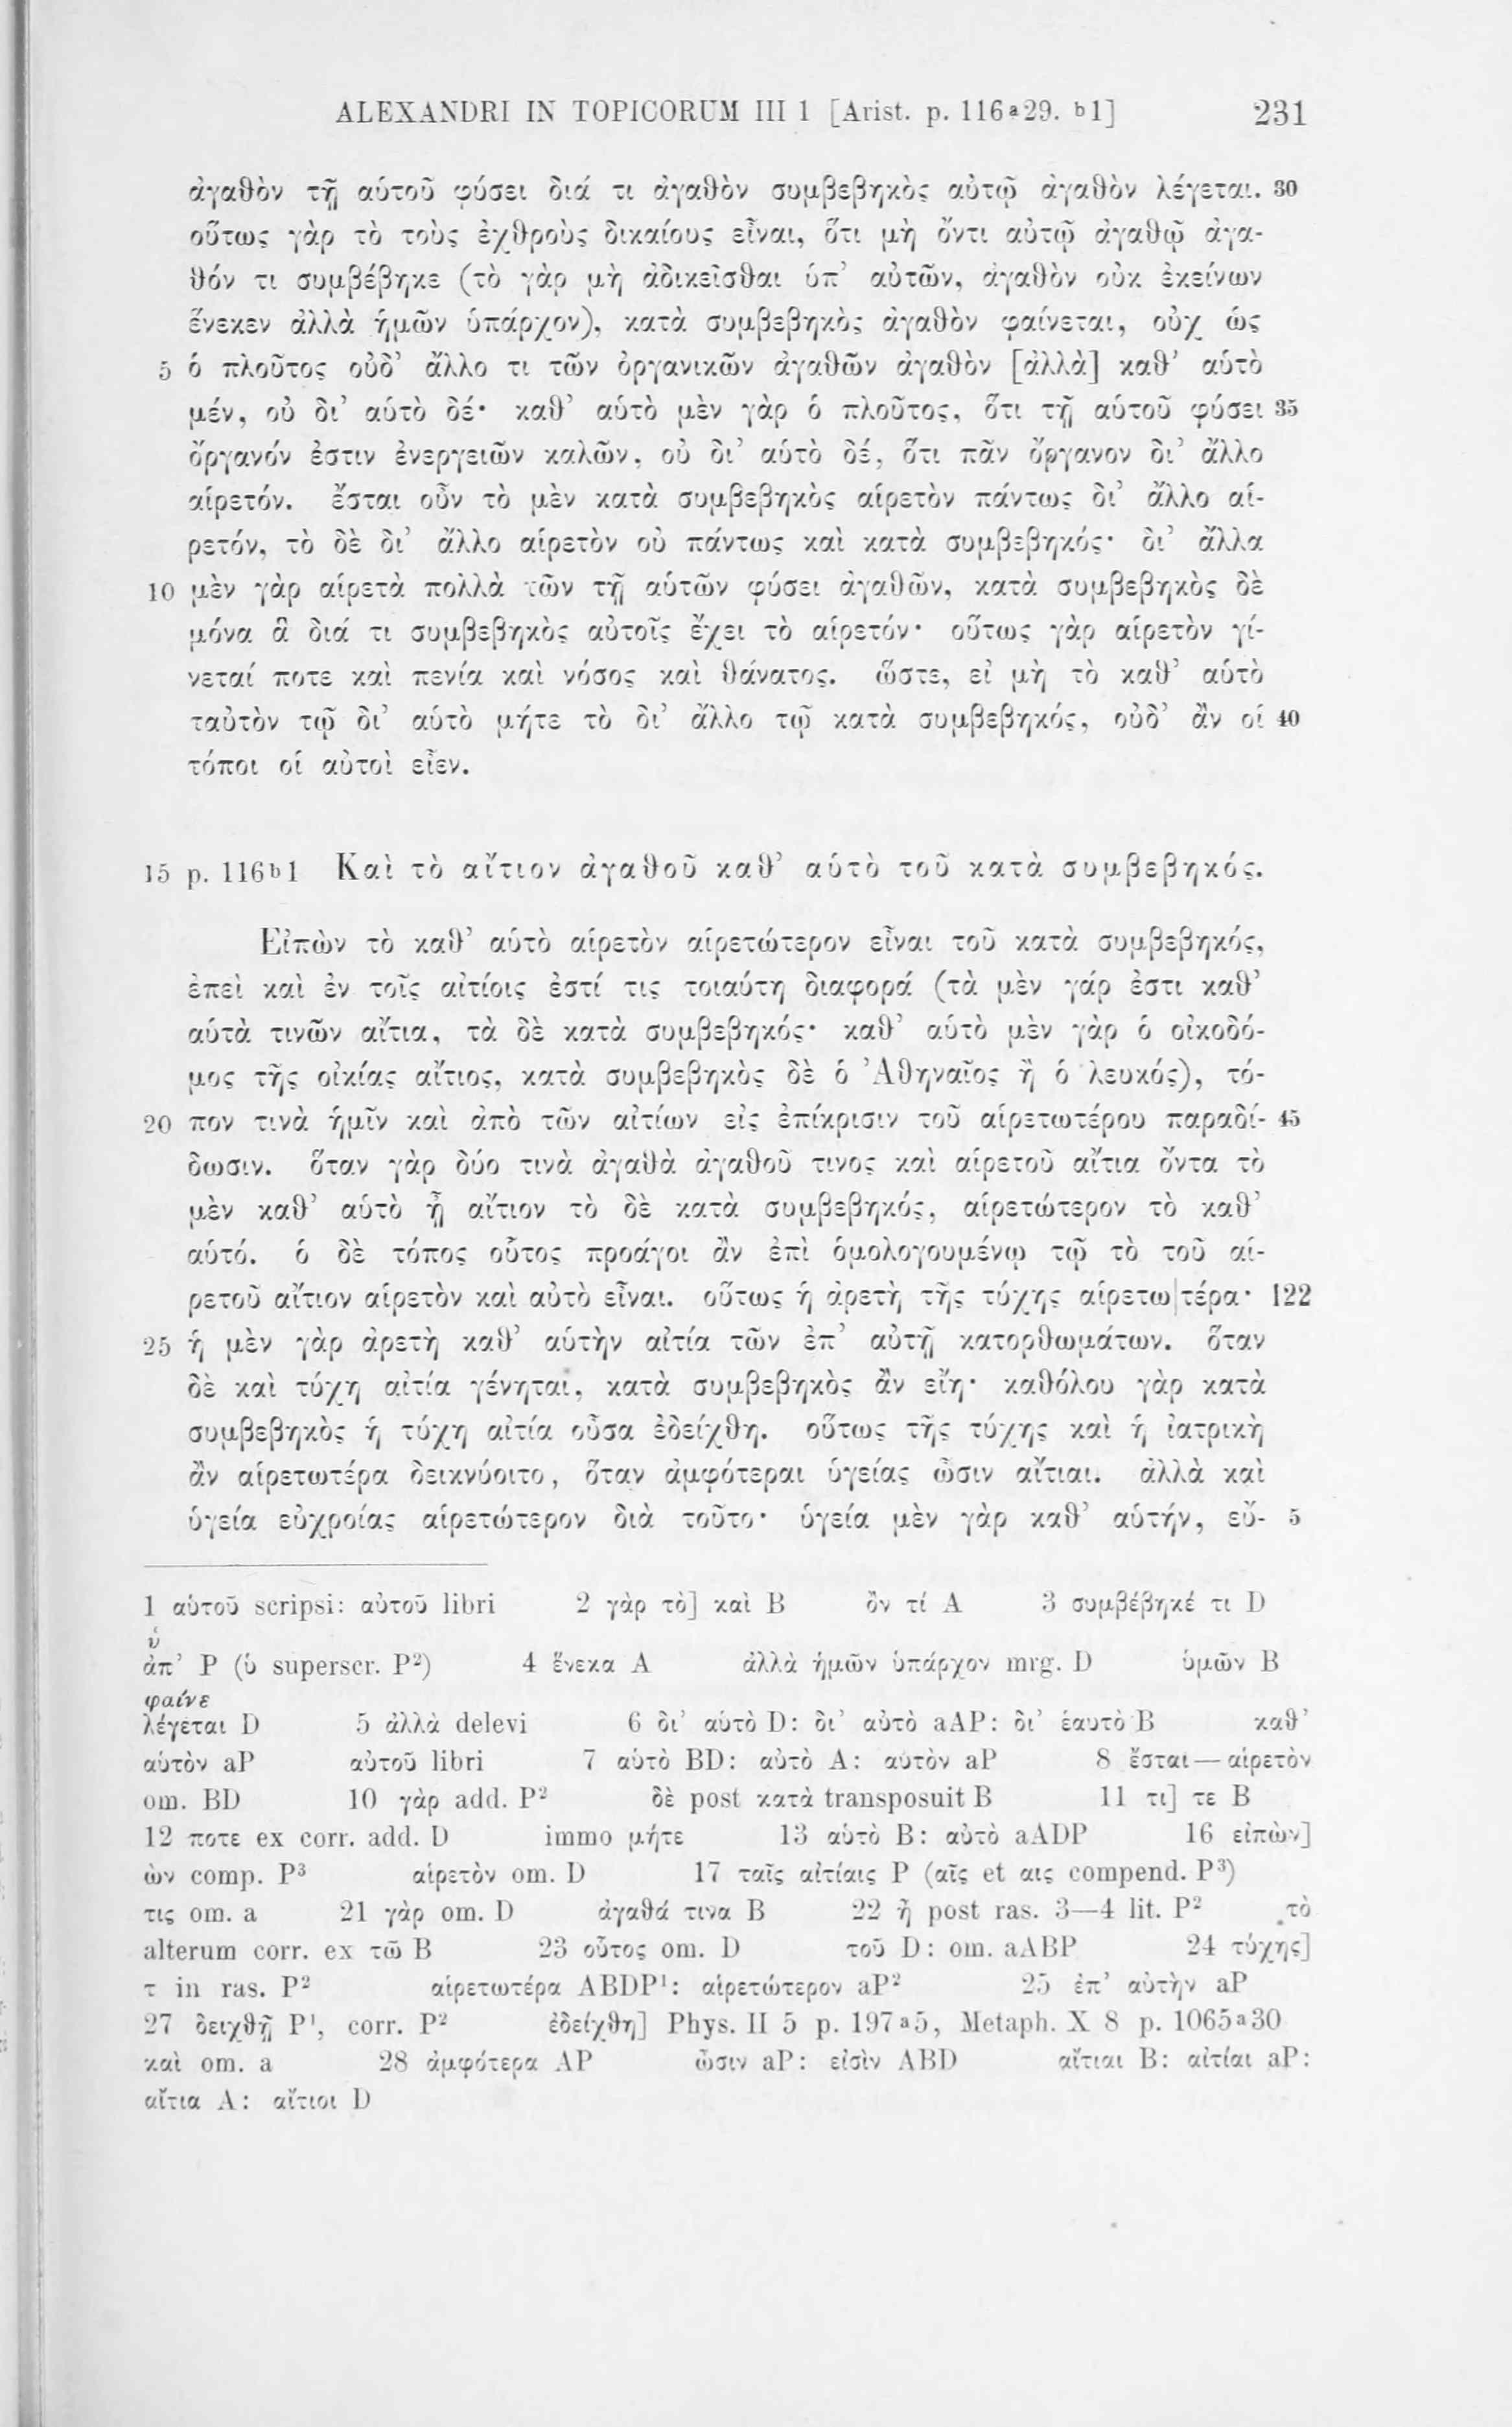 ALEXANDRI IN TOPICORUM III 1 [Arist. p. 116ᵃ29. ᵇ1] 231
ἀγαθὸν τῇ αὑτοῦ φύσει διά τι ἀγαθὸν συμβεβηκὸς αὐτῷ ἀγαθὸν λέγεται. 30
οὕτως γὰρ τὸ τοὺς ἐχθροὺς δικαίους εἶναι, ὅτι μὴ ὄντι αὐτῷ ἀγαθῷ ἀγα-
θόν τι συμβέβηκε (τὸ γὰρ μὴ ἀδικεῖσθαι ὑπ’ αὐτῶν, ἀγαθὸν οὐκ ἐκείνων
ἕνεκεν ἀλλὰ ἡμῶν ὑπάρχον), κατὰ συμβεβηκὸς ἀγαθὸν φαίνεται, οὐχ ὡς
5 ὁ πλοῦτος οὐδ’ ἄλλο τι τῶν ὀργανικῶν ἀγαθῶν ἀγαθὸν [ἀλλὰ] καθ’ αὑτὸ
μέν, οὐ δι’ αὑτὸ δέ· καθ’ αὑτὸ μὲν γὰρ ὁ πλοῦτος, ὅτι τῇ αὑτοῦ φύσει 35
ὄργανόν ἐστιν ἐνεργειῶν καλῶν, οὐ δι’ αὑτὸ δέ, ὅτι πᾶν ὄργανον δι’ ἄλλο
αἱρετόν. ἔσται οὖν τὸ μὲν κατὰ συμβεβηκὸς αἱρετὸν πάντως δι’ ἄλλο αἱ-
ρετόν, τὸ δὲ δι’ ἄλλο αἱρετὸν οὐ πάντως καὶ κατὰ συμβεβηκός· δι’ ἄλλα
10 μὲν γὰρ αἱρετὰ πολλὰ τῶν τῇ αὑτῶν φύσει ἀγαθῶν, κατὰ συμβεβηκὸς δὲ
μόνα ἃ διά τι συμβεβηκὸς αὐτοῖς ἔχει τὸ αἱρετόν· οὕτως γὰρ αἱρετὸν γί-
νεταί ποτε καὶ πενία καὶ νόσος καὶ θάνατος. ὥστε, εἰ μὴ τὸ καθ’ αὑτὸ
ταὐτὸν τῷ δι’ αὑτὸ μήτε τὸ δι’ ἄλλο τῷ κατὰ συμβεβηκός, οὐδ’ ἂν οἱ 40
τόποι οἱ αὐτοὶ εἶεν.
15 p. 116ᵇ1 Καὶ τὸ αἴτιον ἀγαθοῦ καθ’ αὑτὸ τοῦ κατὰ συμβεβηκός.
Εἰπὼν τὸ καθ’ αὑτὸ αἱρετὸν αἱρετώτερον εἶναι τοῦ κατὰ συμβεβηκός,
ἐπεὶ καὶ ἐν τοῖς αἰτίοις ἐστί τις τοιαύτη διαφορά (τὰ μὲν γάρ ἐστι καθ’
αὑτὰ τινῶν αἴτια, τὰ δὲ κατὰ συμβεβηκός· καθ’ αὑτὸ μὲν γὰρ ὁ οἰκοδό-
μος τῆς οἰκίας αἴτιος, κατὰ συμβεβηκὸς δὲ ὁ Ἀθηναῖος ἢ ὁ λευκός), τό-
20 πον τινὰ ἡμῖν καὶ ἀπὸ τῶν αἰτίων εἰς ἐπίκρισιν τοῦ αἱρετωτέρου παραδί- 45
δωσιν. ὅταν γὰρ δύο τινὰ ἀγαθὰ ἀγαθοῦ τινος καὶ αἱρετοῦ αἴτια ὄντα τὸ
μὲν καθ’ αὑτὸ ᾖ αἴτιον τὸ δὲ κατὰ συμβεβηκός, αἱρετώτερον τὸ καθ’
αὑτό. ὁ δὲ τόπος οὗτος προάγοι ἂν ἐπὶ ὁμολογουμένῳ τῷ τὸ τοῦ αἱ-
ρετοῦ αἴτιον αἱρετὸν καὶ αὐτὸ εἶναι. οὕτως ἡ ἀρετὴ τῆς τύχης αἱρετω|τέρα· 122
25 ἡ μὲν γὰρ ἀρετὴ καθ’ αὑτὴν αἰτία τῶν ἐπ’ αὐτῇ κατορθωμάτων. ὅταν
δὲ καὶ τύχη αἰτία γένηται, κατὰ συμβεβηκὸς ἂν εἴη· καθόλου γὰρ κατὰ
συμβεβηκὸς ἡ τύχη αἰτία οὖσα ἐδείχθη. οὕτως τῆς τύχης καὶ ἡ ἰατρικὴ
ἂν αἱρετωτέρα δεικνύοιτο, ὅταν ἀμφότεραι ὑγείας ὦσιν αἴτιαι. ἀλλὰ καὶ
ὑγεία εὐχροίας αἱρετώτερον διὰ τοῦτο· ὑγεία μὲν γὰρ καθ’ αὑτήν, εὔ- 5
1 αὑτοῦ scripsi: αὐτοῦ libri 2 γὰρ τὸ] καὶ B ὄν τί A 3 συμβέβηκέ τι D
ὑ
ἀπ’ P (ὑ superscr. P²) 4 ἕνεκα A ἀλλὰ ἡμῶν ὑπάρχον mrg. D ὑμῶν B
φαίνε
λέγεται D 5 ἀλλὰ delevi 6 δι’ αὑτὸ D: δι’ αὐτὸ aAP: δι’ ἑαυτὸ B καθ’
αὑτὸν aP αὐτοῦ libri 7 αὑτὸ BD: αὐτὸ A: αὑτὸν aP 8 ἔσται — αἱρετὸν
om. BD 10 γὰρ add. P² δὲ post κατὰ transposuit B 11 τι] τε B
12 ποτε ex corr. add. D immo μήτε 13 αὑτὸ B: αὐτὸ aADP 16 εἰπὼν]
ὼν comp. P³ αἱρετὸν om. D 17 ταῖς αἰτίαις P (αῖς et αις compend. P³)
τις om. a 21 γὰρ om. D ἀγαθά τινα B 22 ᾖ post ras. 3—4 lit. P² τὸ
alterum corr. ex τῶ B 23 οὗτος om. D τοῦ D: om. aABP 24 τύχης]
τ in ras. P² αἱρετωτέρα ABDP¹: αἱρετώτερον aP² 25 ἐπ’ αὐτὴν aP
27 δειχθῇ P¹, corr. P² ἐδείχθη] Phys. II 5 p. 197ᵃ5, Metaph. X 8 p. 1065ᵃ30
καὶ om. a 28 ἀμφότερα AP ὦσιν aP: εἰσὶν ABD αἴτιαι B: αἰτίαι aP:
αἴτια A: αἴτιοι D